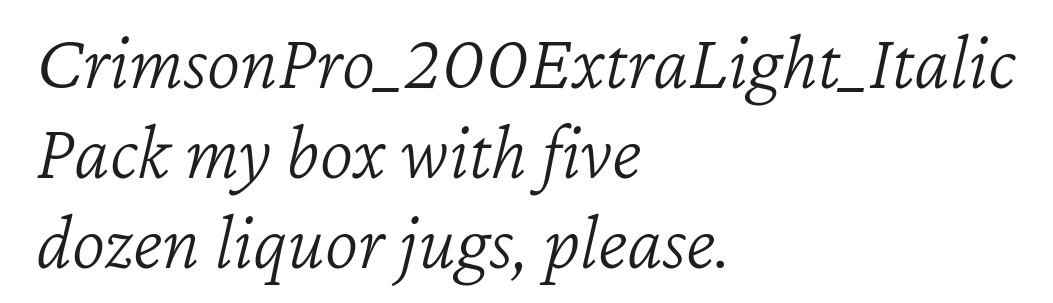 CrimsonPro_200ExtraLight_Italic
Pack my box with five
dozen liquor jugs, please.